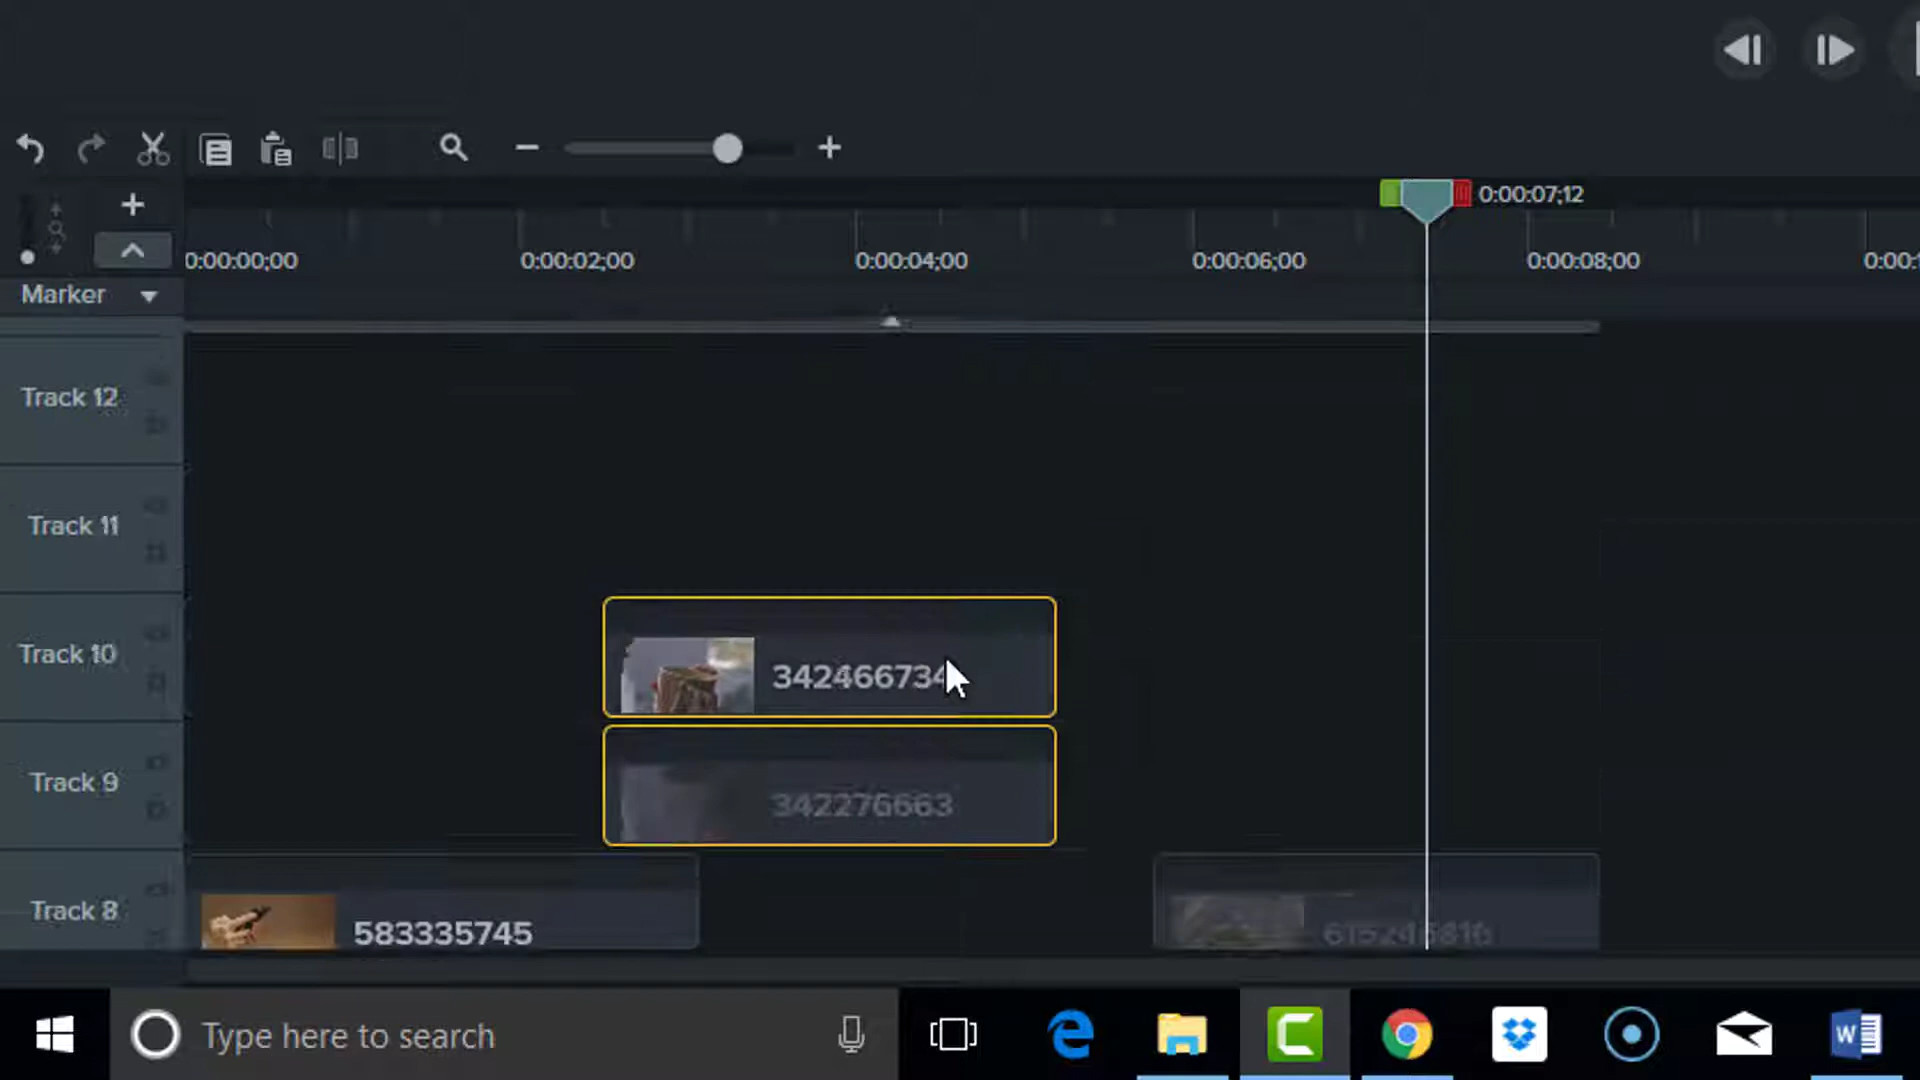 0:00:07;12
0:00:00;00 0:00:02;00 0:00:04;00 0:00:06;00 0:00:08;00
Marker
Track 12
Track 11
Track 10 34246673
Track 9 342276663
Track 8 583335745
Type here to search